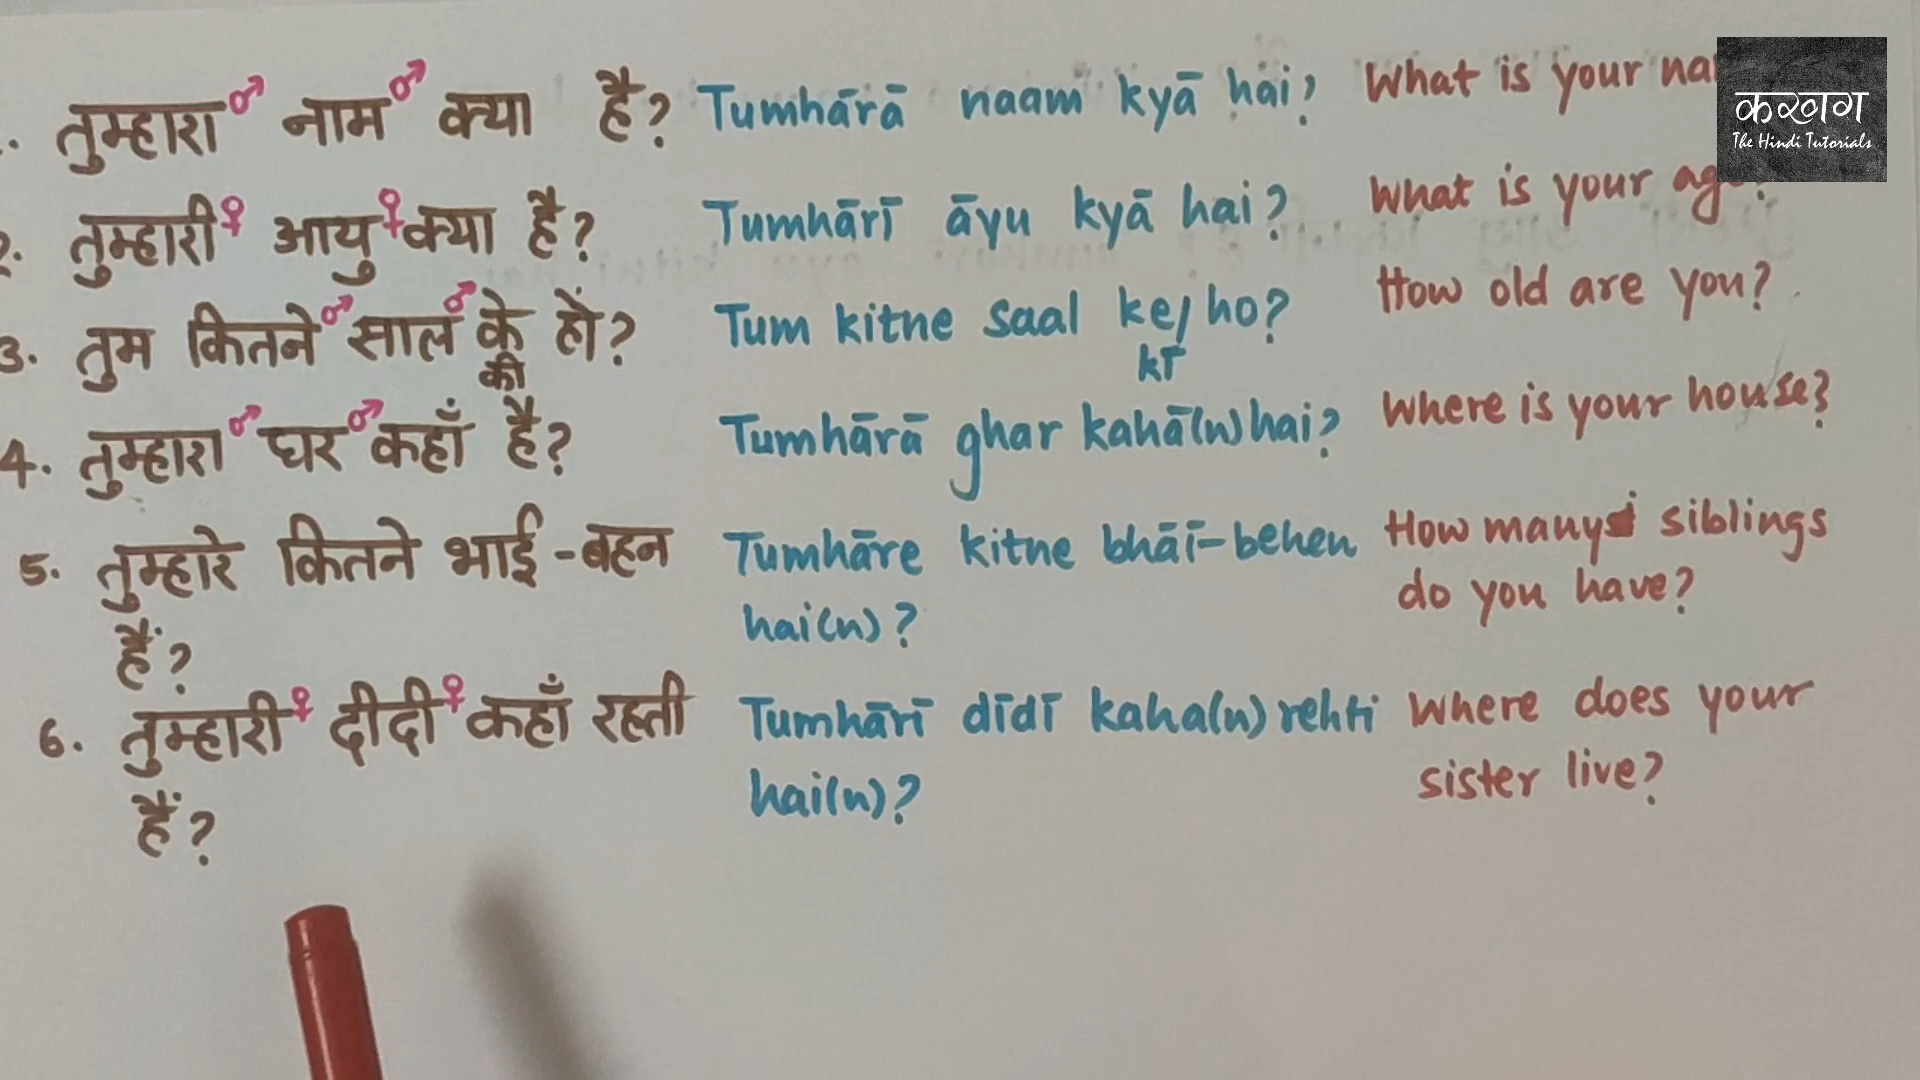 तुम्हारा नाम क्या है? Tumhārā naam kyā hai? What is your
करवग
The Hindi Tutorials
2. तुम्हारी आयु क्या है? Tumhārī āyu kyā hai? What is your age?
3. तुम कितने साल के हो? Tum kitne saal ke/ ho? How old are you?
की kī
4. तुम्हारा घर कहाँ है? Tumhārā ghar kahā(n) hai? Where is your house?
5. तुम्हारे कितने भाई-बहन Tumhāre kitne bhāī-behen How many siblings
हैं? hai(n)? do you have?
6. तुम्हारी दीदी कहाँ रहती Tumhārī dīdī kaha(n) rehti Where does your
हैं? hai(n)? sister live?